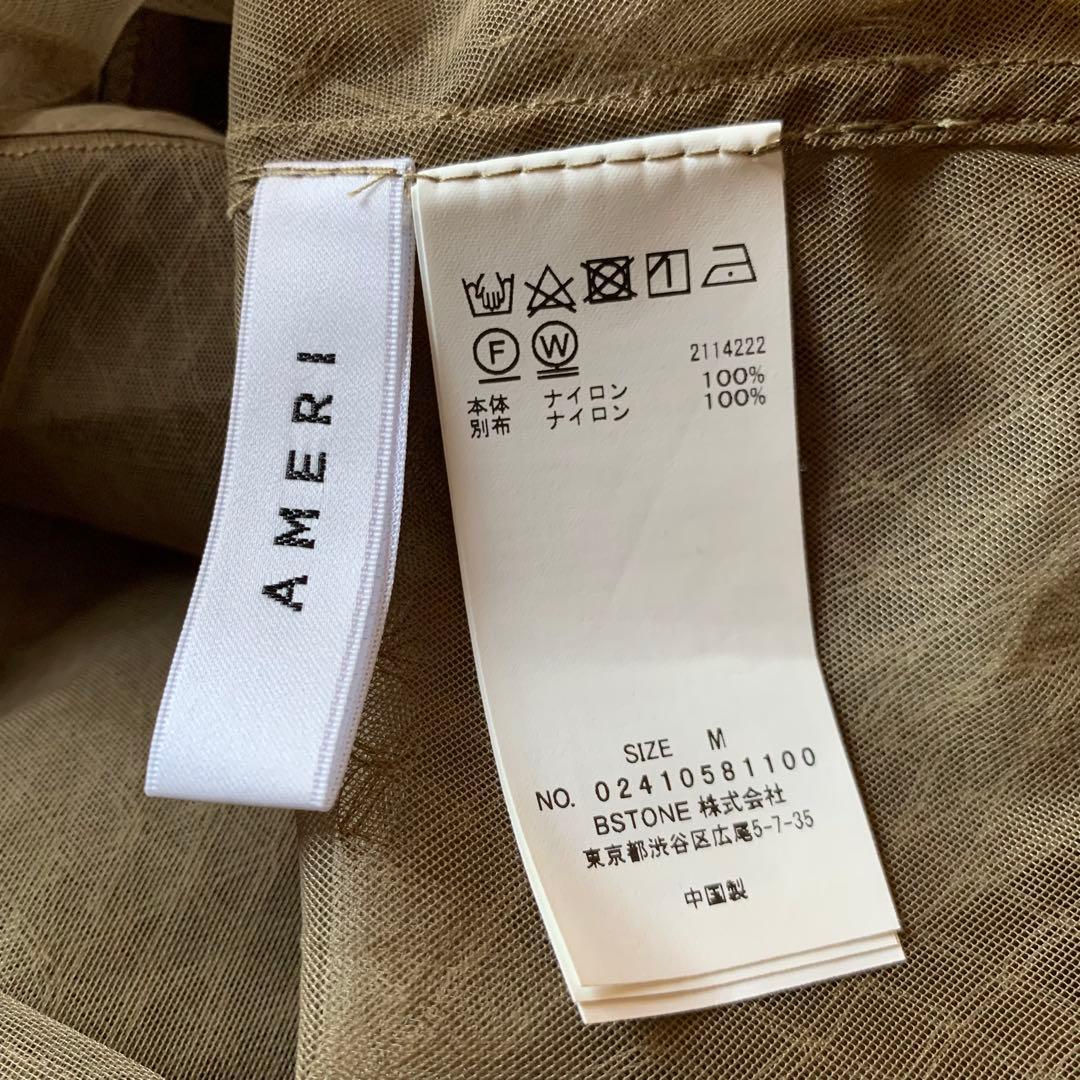 AMERI
F W
2114222
本体 ナイロン 100%
別布 ナイロン 100%
SIZE M
NO. 02410581100
BSTONE 株式会社
東京都渋谷区広尾5-7-35
中国製